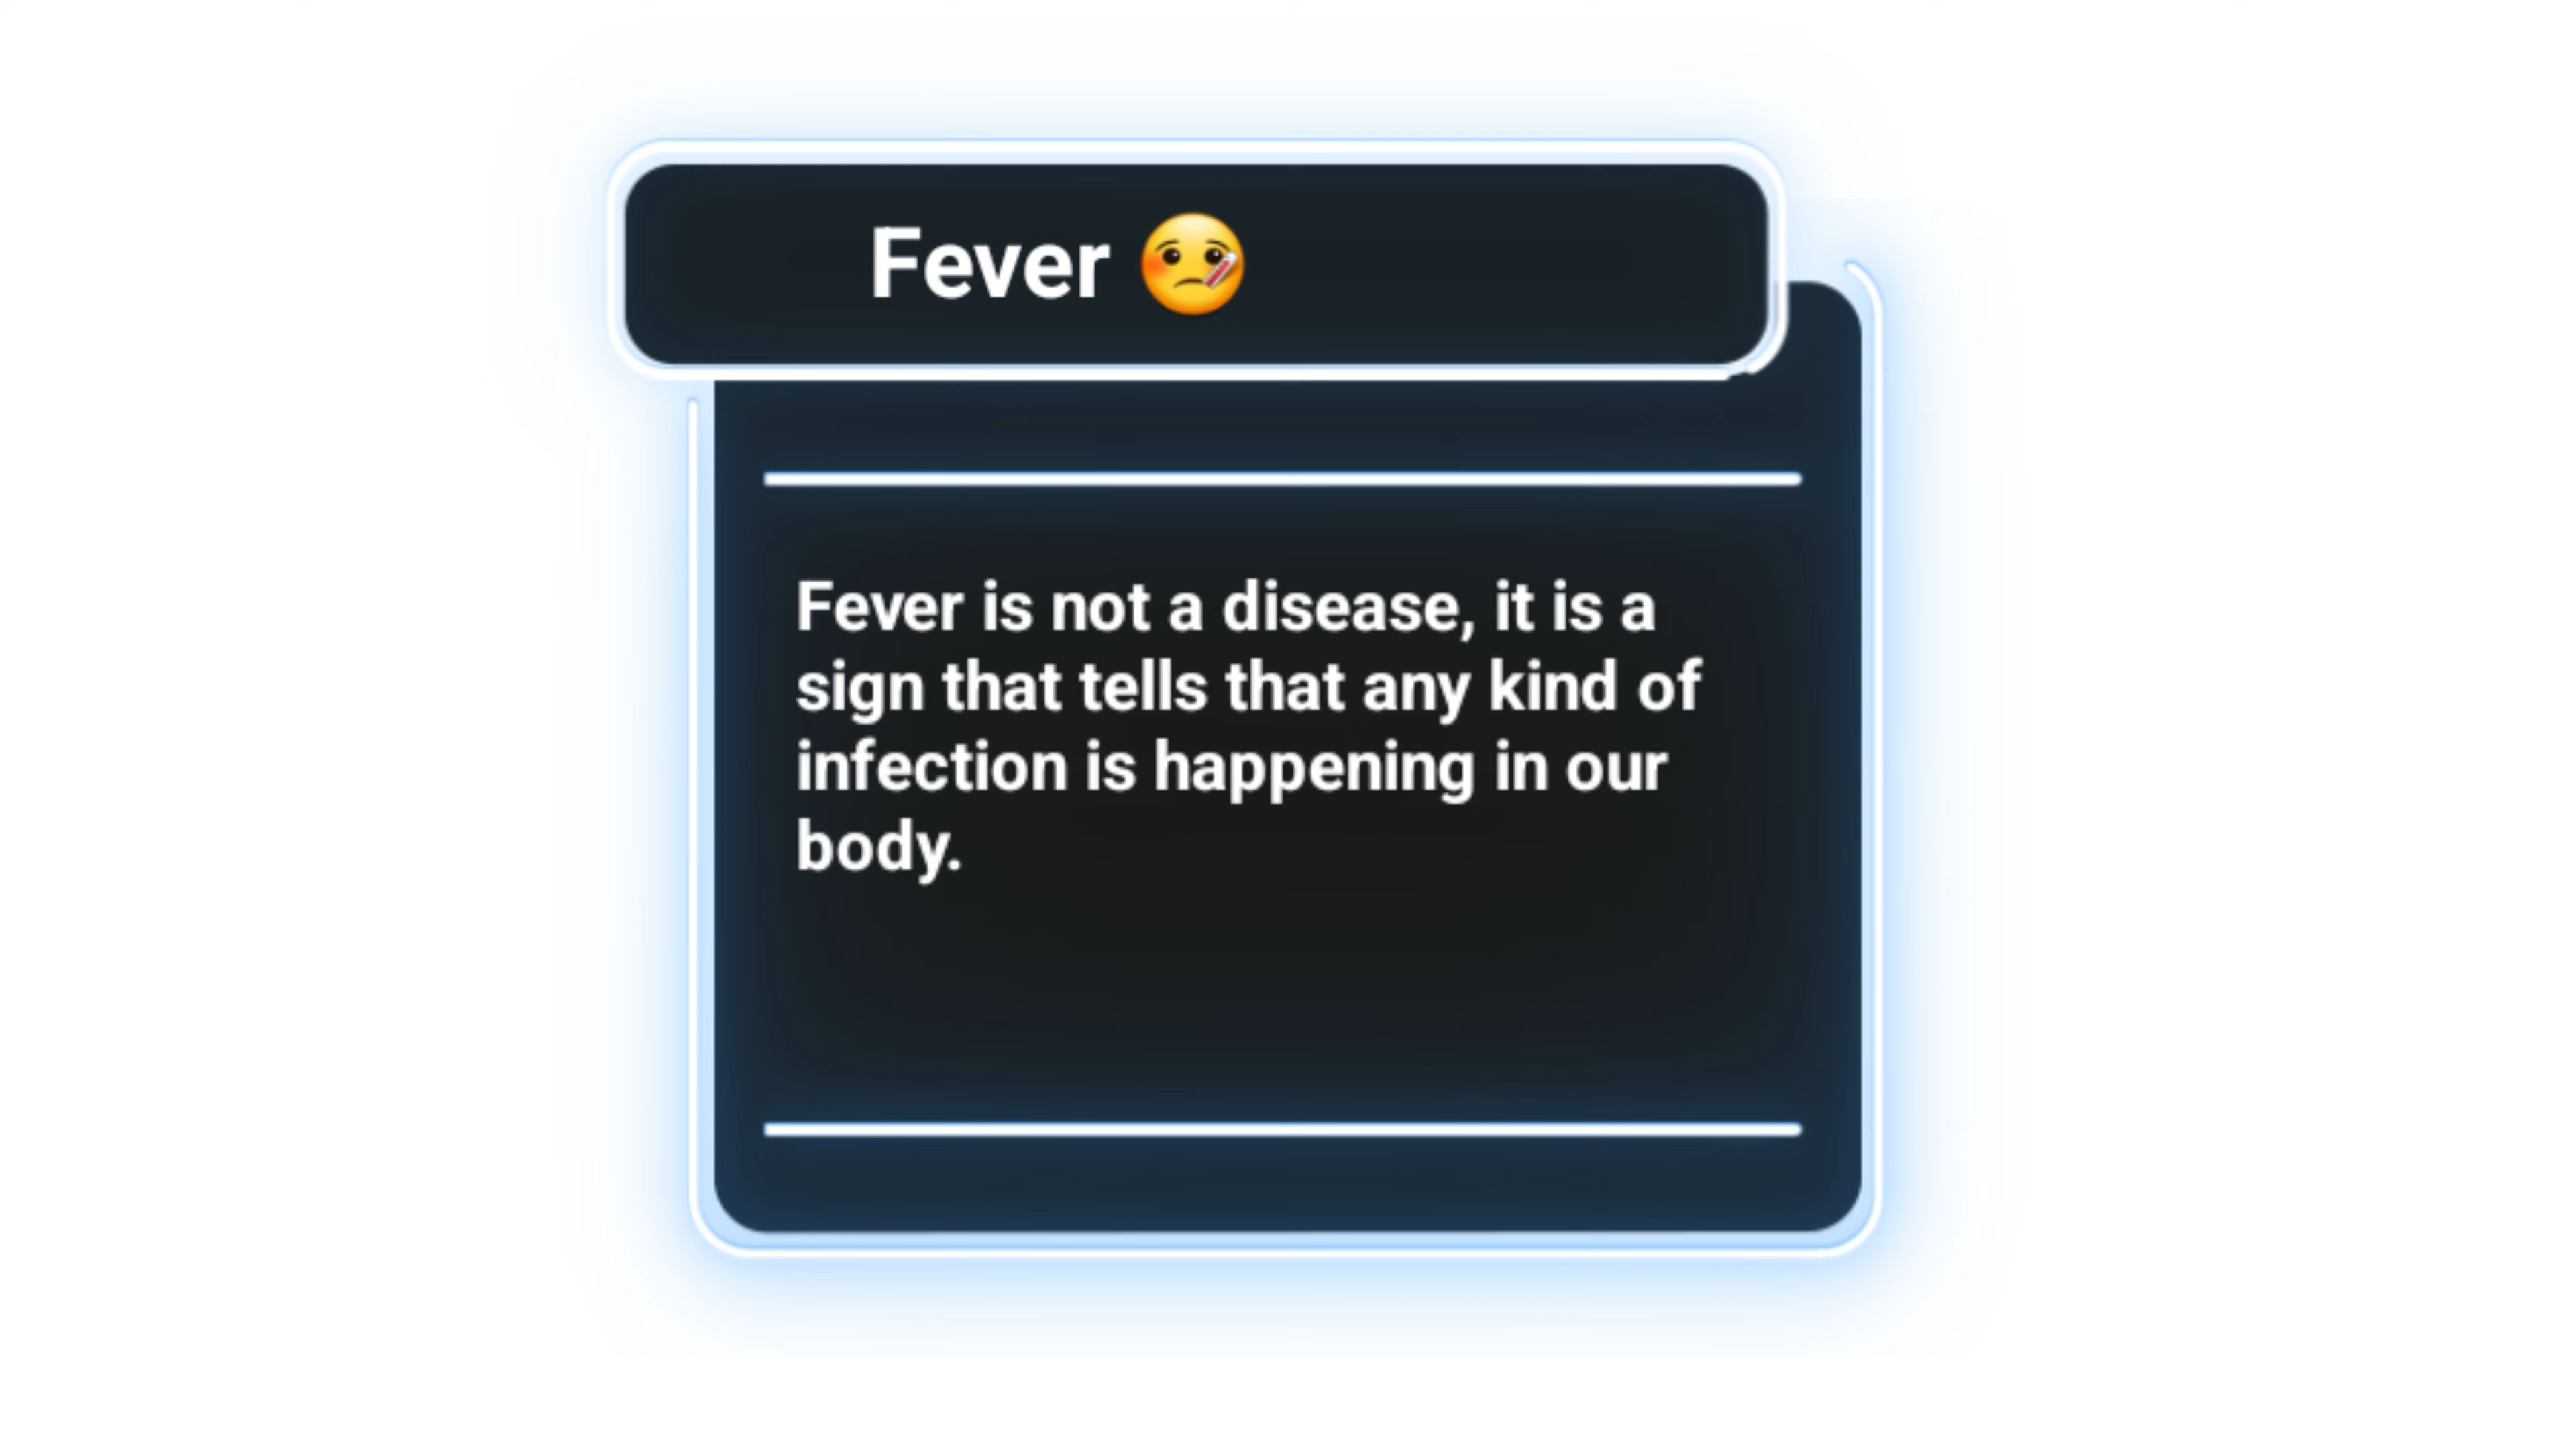 Fever 🤒
Fever is not a disease, it is a
sign that tells that any kind of
infection is happening in our
body.